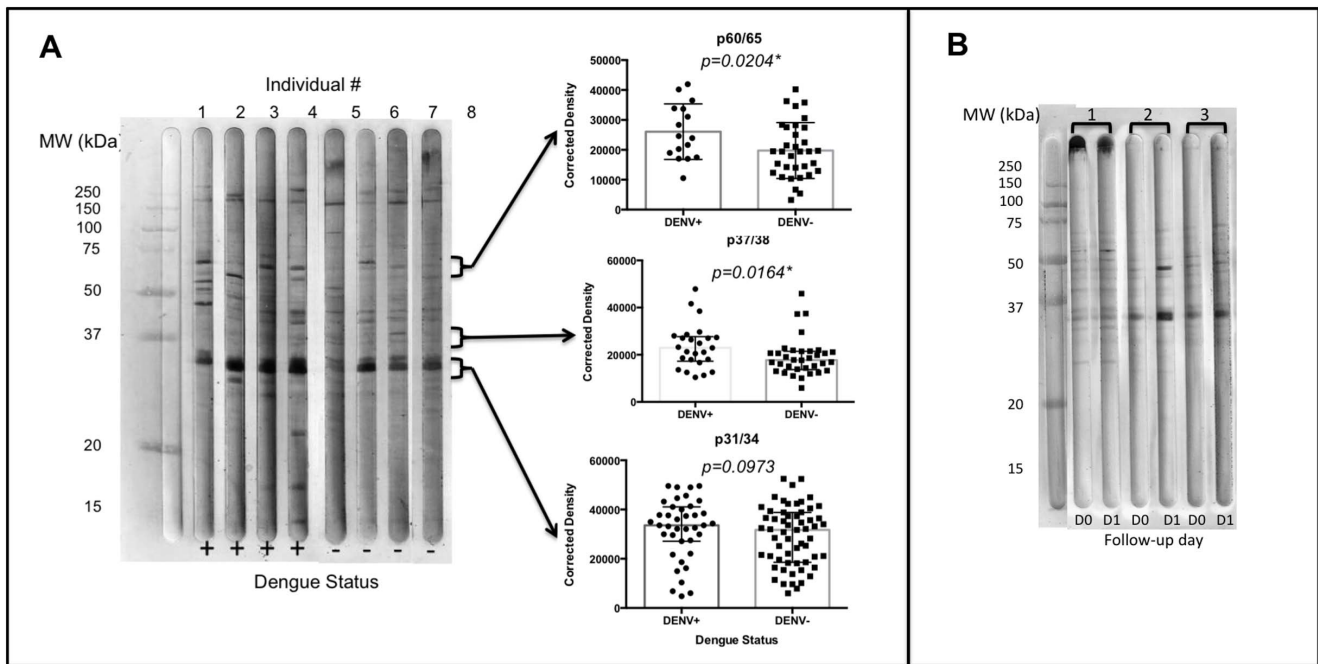 A
Individual #
1 2 3 4 5 6 7 8
MW (kDa)
250
150
100
75
50
37
20
15
+ + + + - - - -
Dengue Status
p60/65
p=0.0204*
50000
40000
30000
20000
10000
0
Corrected Density
DENV+ DENV-
p37/38
p=0.0164*
60000
40000
20000
0
Corrected Density
DENV+ DENV-
p31/34
p=0.0973
60000
40000
20000
0
Corrected Density
DENV+ DENV-
Dengue Status
B
MW (kDa)
1 2 3
250
150
100
75
50
37
20
15
D0 D1 D0 D1 D0 D1
Follow-up day